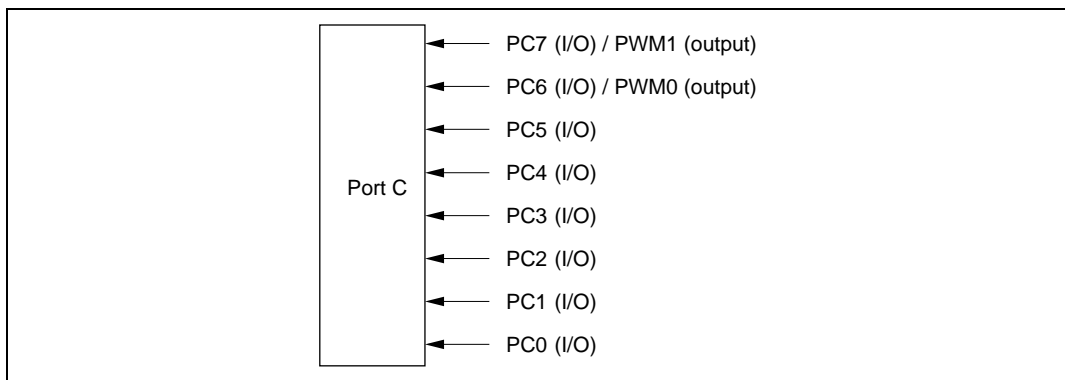 Port C
PC7 (I/O) / PWM1 (output)
PC6 (I/O) / PWM0 (output)
PC5 (I/O)
PC4 (I/O)
PC3 (I/O)
PC2 (I/O)
PC1 (I/O)
PC0 (I/O)